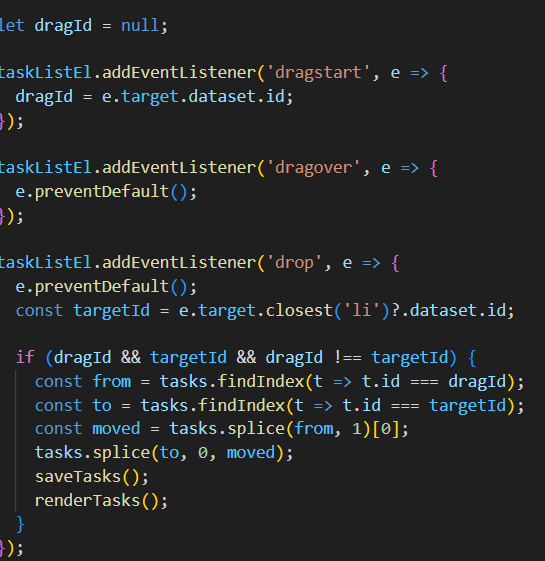 let dragId = null;
taskListEl.addEventListener('dragstart', e => {
dragId = e.target.dataset.id;
});
taskListEl.addEventListener('dragover', e => {
e.preventDefault();
});
taskListEl.addEventListener('drop', e => {
e.preventDefault();
const targetId = e.target.closest('li')?.dataset.id;
if (dragId && targetId && dragId !== targetId) {
const from = tasks.findIndex(t => t.id === dragId);
const to = tasks.findIndex(t => t.id === targetId);
const moved = tasks.splice(from, 1)[0];
tasks.splice(to, 0, moved);
saveTasks();
renderTasks();
}
});